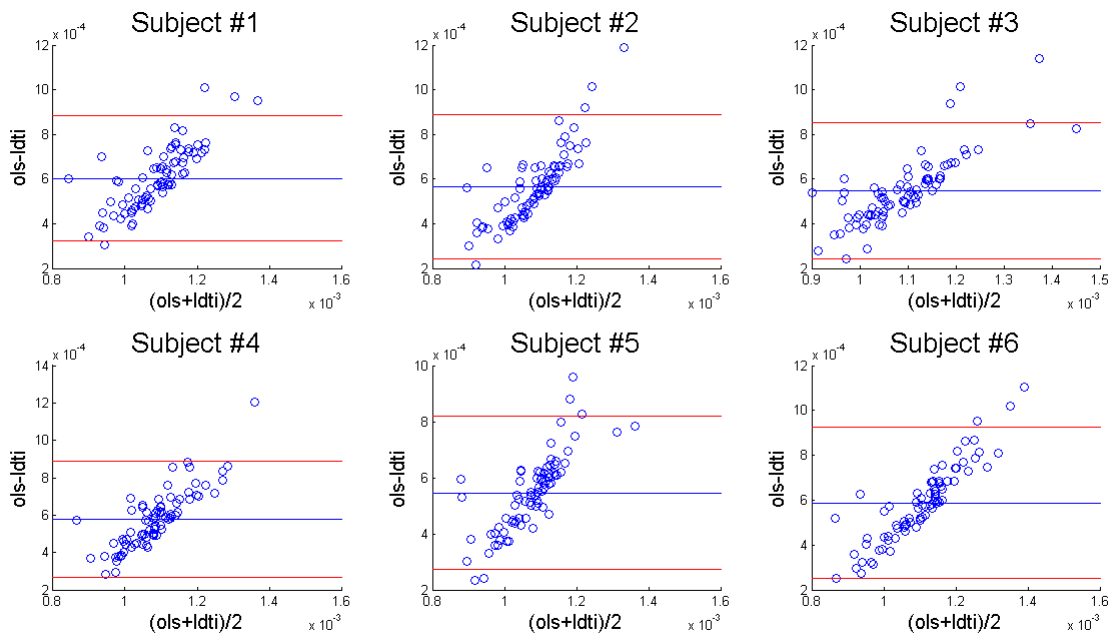 Subject #1
x 10⁻⁴
12
10
8
6
4
2
ols-ldti
0.8
1
1.2
1.4
1.6
x 10⁻³
(ols+ldti)/2
Subject #2
x 10⁻⁴
12
10
8
6
4
2
ols-ldti
0.8
1
1.2
1.4
1.6
x 10⁻³
(ols+ldti)/2
Subject #3
x 10⁻⁴
12
10
8
6
4
2
ols-ldti
0.9
1
1.1
1.2
1.3
1.4
1.5
x 10⁻³
(ols+ldti)/2
Subject #4
x 10⁻⁴
14
12
10
8
6
4
2
ols-ldti
0.8
1
1.2
1.4
1.6
x 10⁻³
(ols+ldti)/2
Subject #5
x 10⁻⁴
10
8
6
4
2
ols-ldti
0.8
1
1.2
1.4
1.6
x 10⁻³
(ols+ldti)/2
Subject #6
x 10⁻⁴
12
10
8
6
4
2
ols-ldti
0.8
1
1.2
1.4
1.6
x 10⁻³
(ols+ldti)/2